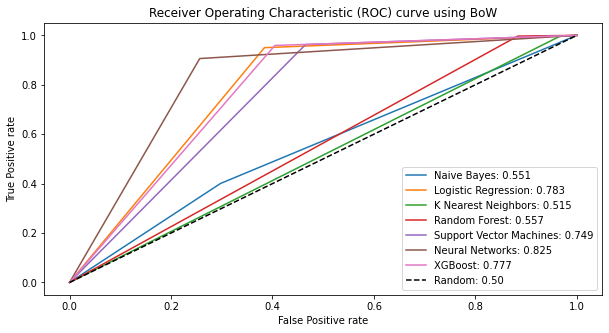 Receiver Operating Characteristic (ROC) curve using BoW
True Positive rate
1.0
0.8
0.6
0.4
0.2
0.0
Naive Bayes: 0.551
Logistic Regression: 0.783
K Nearest Neighbors: 0.515
Random Forest: 0.557
Support Vector Machines: 0.749
Neural Networks: 0.825
XGBoost: 0.777
Random: 0.50
0.0 0.2 0.4 0.6 0.8 1.0
False Positive rate